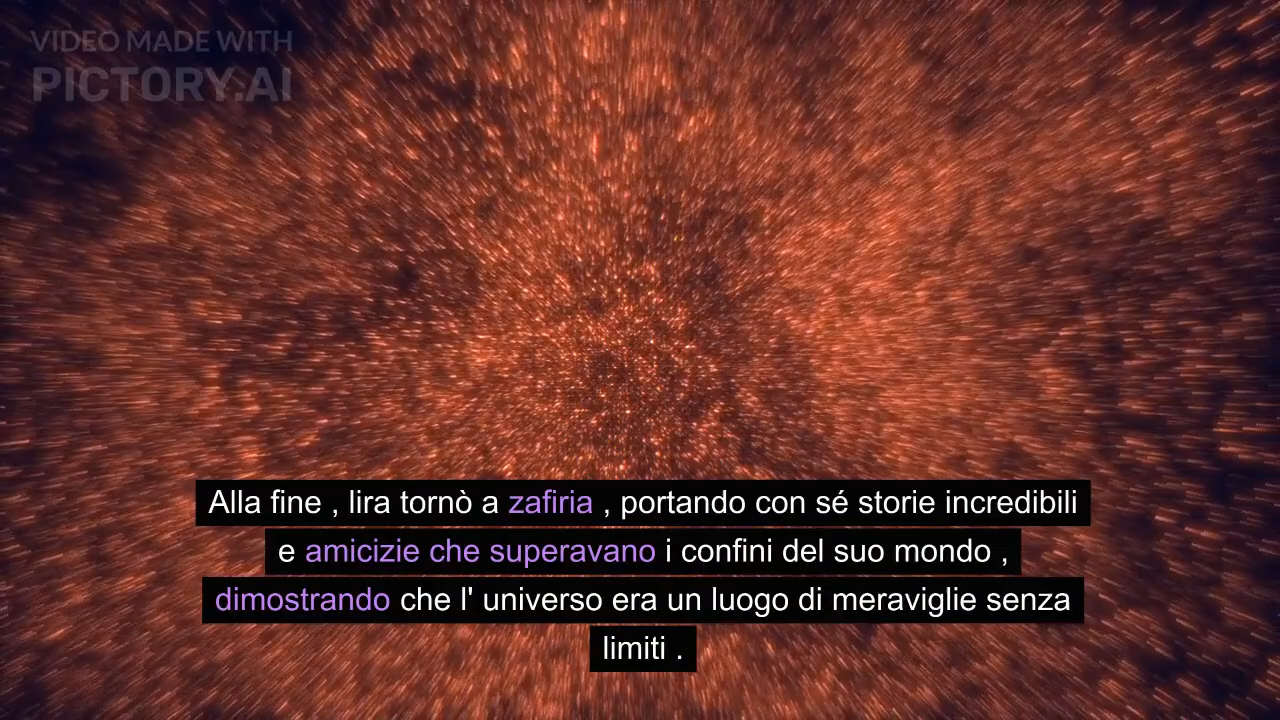 VIDEO MADE WITH
PICTORY.AI
Alla fine , lira tornò a zafiria , portando con sé storie incredibili
e amicizie che superavano i confini del suo mondo ,
dimostrando che l' universo era un luogo di meraviglie senza
limiti .